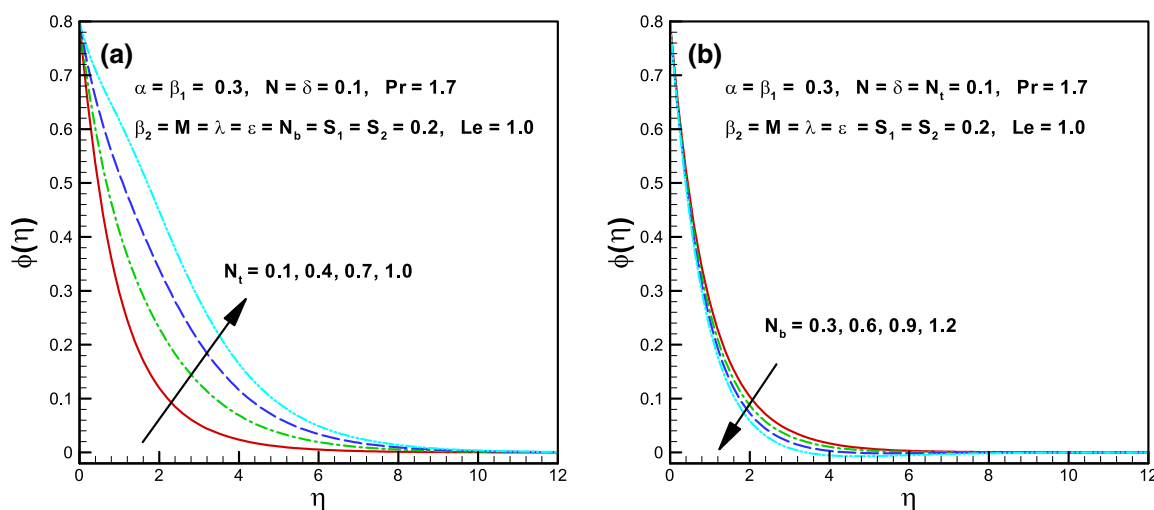 (a)
α = β₁ = 0.3, N = δ = 0.1, Pr = 1.7
β₂ = M = λ = ε = N_b = S₁ = S₂ = 0.2, Le = 1.0
N_t = 0.1, 0.4, 0.7, 1.0
ϕ(η)
0.8
0.7
0.6
0.5
0.4
0.3
0.2
0.1
0
0 2 4 6 8 10 12
η
(b)
α = β₁ = 0.3, N = δ = N_t = 0.1, Pr = 1.7
β₂ = M = λ = ε = S₁ = S₂ = 0.2, Le = 1.0
N_b = 0.3, 0.6, 0.9, 1.2
ϕ(η)
0.8
0.7
0.6
0.5
0.4
0.3
0.2
0.1
0
0 2 4 6 8 10 12
η